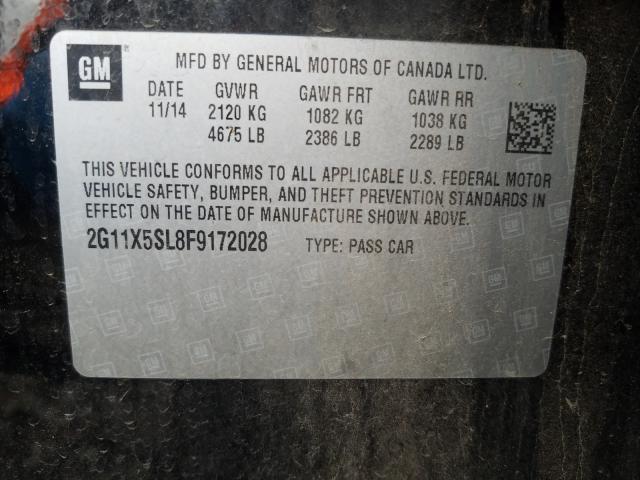 GM
MFD BY GENERAL MOTORS OF CANADA LTD.
DATE GVWR GAWR FRT GAWR RR
11/14 2120 KG 1082 KG 1038 KG
4675 LB 2386 LB 2289 LB
THIS VEHICLE CONFORMS TO ALL APPLICABLE U.S. FEDERAL MOTOR
VEHICLE SAFETY, BUMPER, AND THEFT PREVENTION STANDARDS IN
EFFECT ON THE DATE OF MANUFACTURE SHOWN ABOVE.
2G11X5SL8F9172028 TYPE: PASS CAR